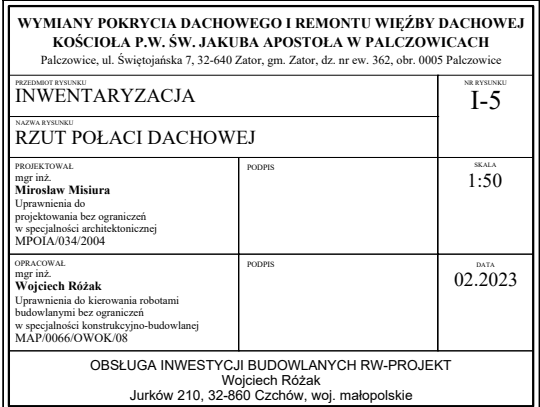 WYMIANY POKRYCIA DACHOWEGO I REMONTU WIĘŹBY DACHOWEJ
KOŚCIOŁA P.W. ŚW. JAKUBA APOSTOŁA W PALCZOWICACH
Palczowice, ul. Świętojańska 7, 32-640 Zator, gm. Zator, dz. nr ew. 362, obr. 0005 Palczowice
PRZEDMIOT RYSUNKU
INWENTARYZACJA
NR RYSUNKU
I-5
NAZWA RYSUNKU
RZUT POŁACI DACHOWEJ
PROJEKTOWAŁ
mgr inż.
Mirosław Misiura
Uprawnienia do
projektowania bez ograniczeń
w specjalności architektonicznej
MPOIA/034/2004
PODPIS
SKALA
1:50
OPRACOWAŁ
mgr inż.
Wojciech Różak
Uprawnienia do kierowania robotami
budowlanymi bez ograniczeń
w specjalności konstrukcyjno-budowlanej
MAP/0066/OWOK/08
PODPIS
DATA
02.2023
OBSŁUGA INWESTYCJI BUDOWLANYCH RW-PROJEKT
Wojciech Różak
Jurków 210, 32-860 Czchów, woj. małopolskie